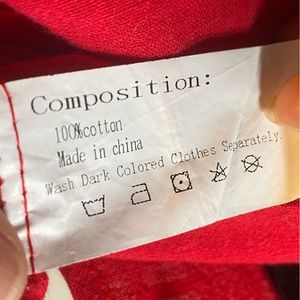 Composition:
100%cotton
Made in china
Wash Dark Colored Clothes Separately.